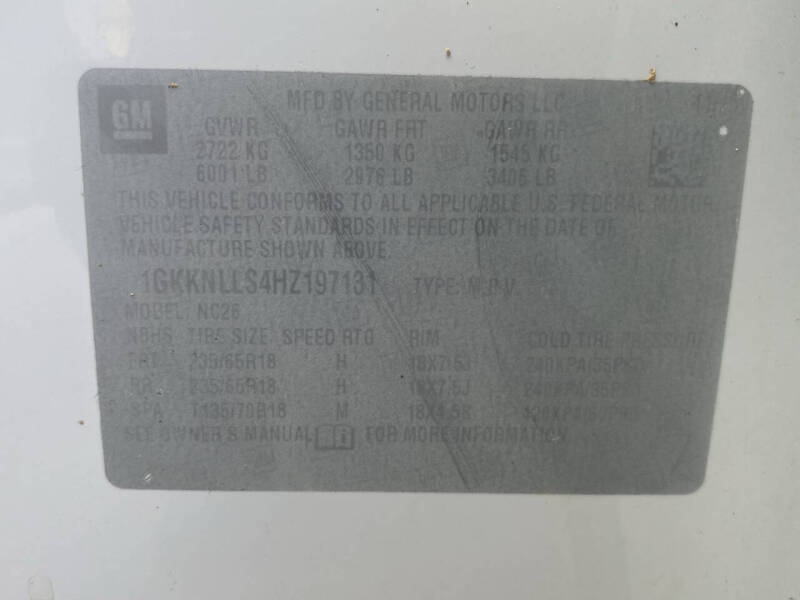 GM
MFD BY GENERAL MOTORS LLC
GVWR GAWR FRT GAWR RR
2722 KG 1350 KG 1545 KG
6001 LB 2976 LB 3406 LB
THIS VEHICLE CONFORMS TO ALL APPLICABLE U.S. FEDERAL MOTOR
VEHICLE SAFETY STANDARDS IN EFFECT ON THE DATE OF
MANUFACTURE SHOWN ABOVE.
1GKKNLLS4HZ197131 TYPE: M.P.V.
MODEL: NC26
TIRE SIZE SPEED RTG RIM COLD TIRE PRESSURE
FRT 235/65R18 H 18X7.5J 240KPA/35PSI
RR 235/65R18 H 18X7.5J 240KPA/35PSI
SPA T135/70R18 M 18X4.5B
SEE OWNER'S MANUAL FOR MORE INFORMATION